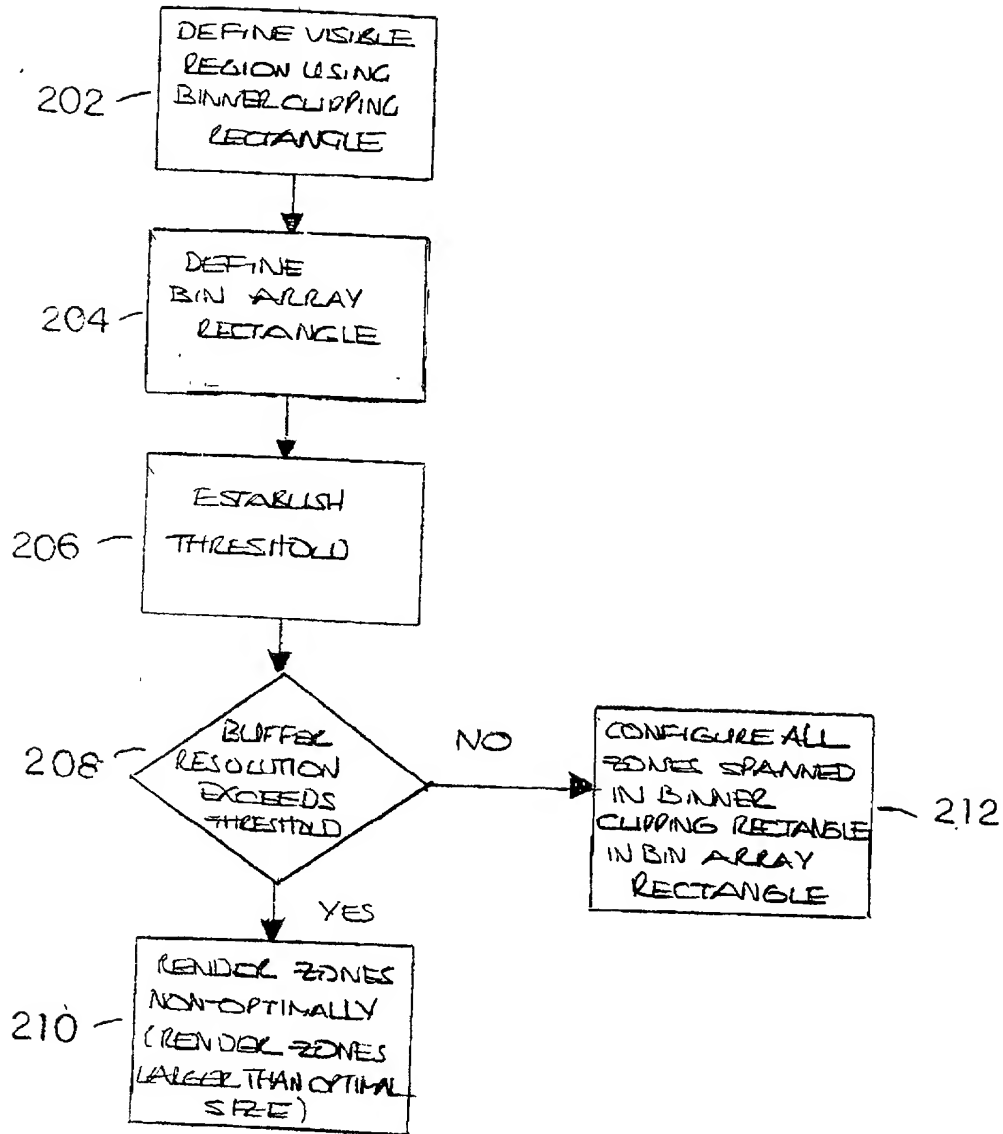 DEFINE VISIBLE
REGION USING
BINNER CLIPPING
RECTANGLE
202
DEFINE
BIN ARRAY
RECTANGLE
204
ESTABLISH
THRESHOLD
206
BUFFER
RESOLUTION
EXCEEDS
THRESHOLD
208
NO
CONFIGURE ALL
ZONES SPANNED
IN BINNER
CLIPPING RECTANGLE
IN BIN ARRAY
RECTANGLE
212
YES
RENDER ZONES
NON-OPTIMALLY
(RENDER ZONES
LARGER THAN OPTIMAL
SIZE)
210